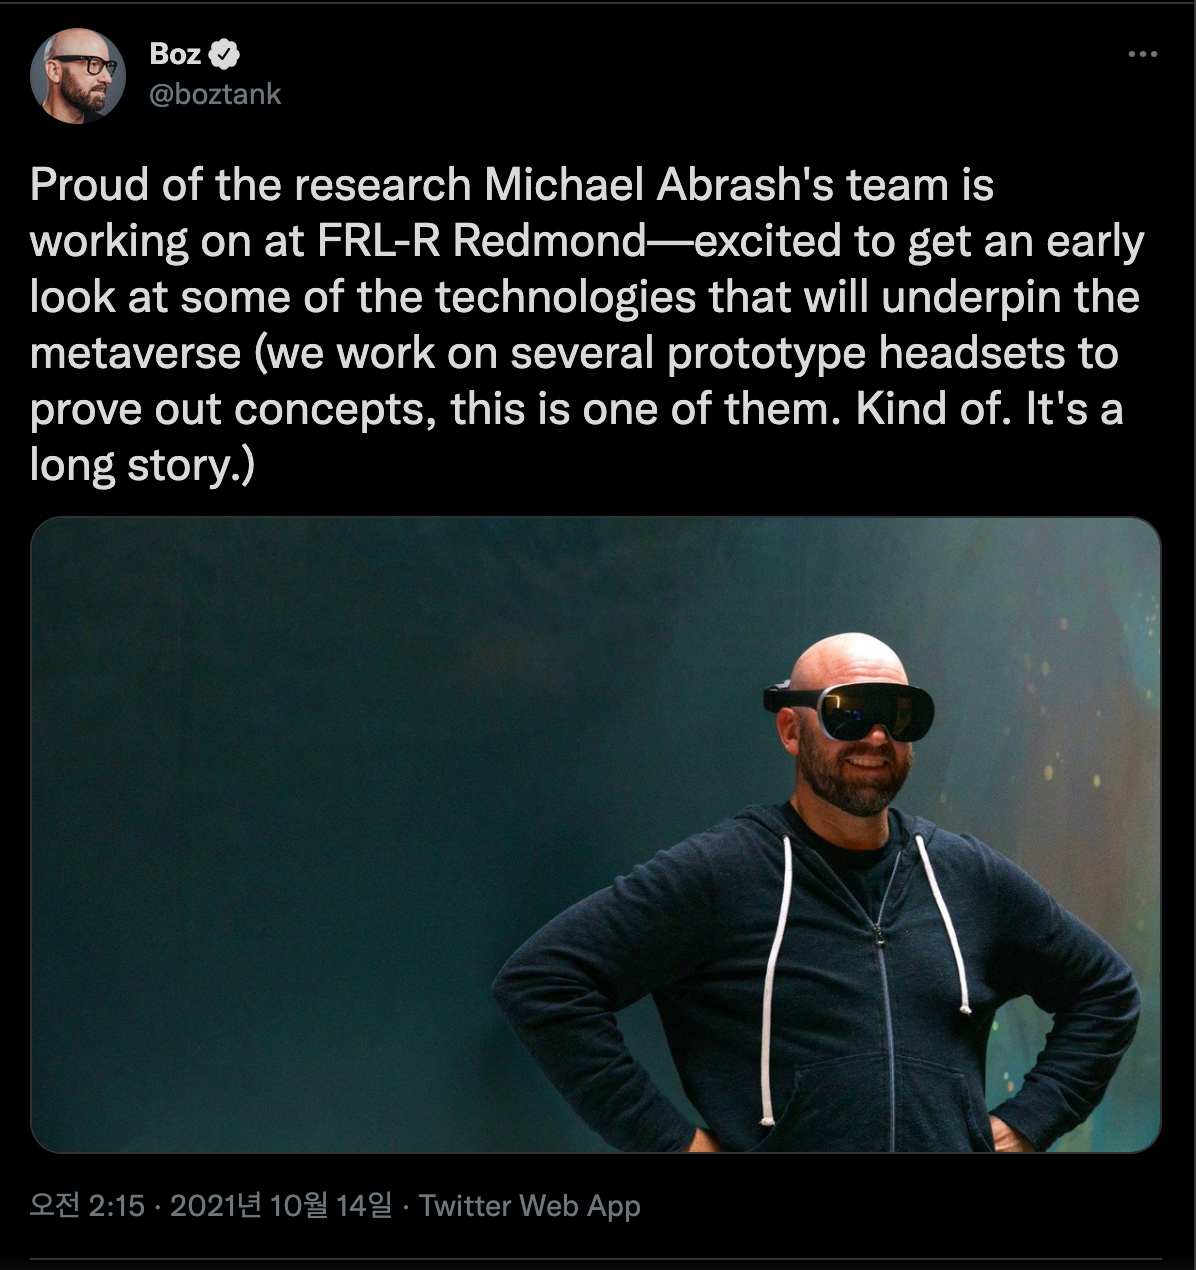 Boz
@boztank
Proud of the research Michael Abrash's team is
working on at FRL-R Redmond—excited to get an early
look at some of the technologies that will underpin the
metaverse (we work on several prototype headsets to
prove out concepts, this is one of them. Kind of. It's a
long story.)
오전 2:15 · 2021년 10월 14일 · Twitter Web App